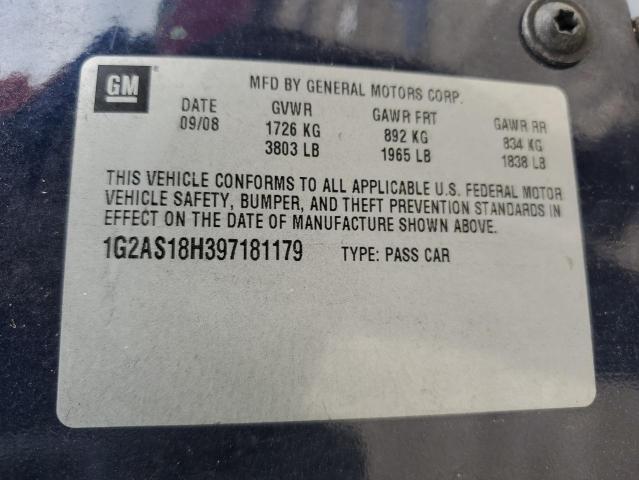 GM
MFD BY GENERAL MOTORS CORP.
DATE GVWR GAWR FRT GAWR RR
09/08 1726 KG 892 KG 834 KG
3803 LB 1965 LB 1838 LB
THIS VEHICLE CONFORMS TO ALL APPLICABLE U.S. FEDERAL MOTOR
VEHICLE SAFETY, BUMPER, AND THEFT PREVENTION STANDARDS IN
EFFECT ON THE DATE OF MANUFACTURE SHOWN ABOVE.
1G2AS18H397181179 TYPE: PASS CAR